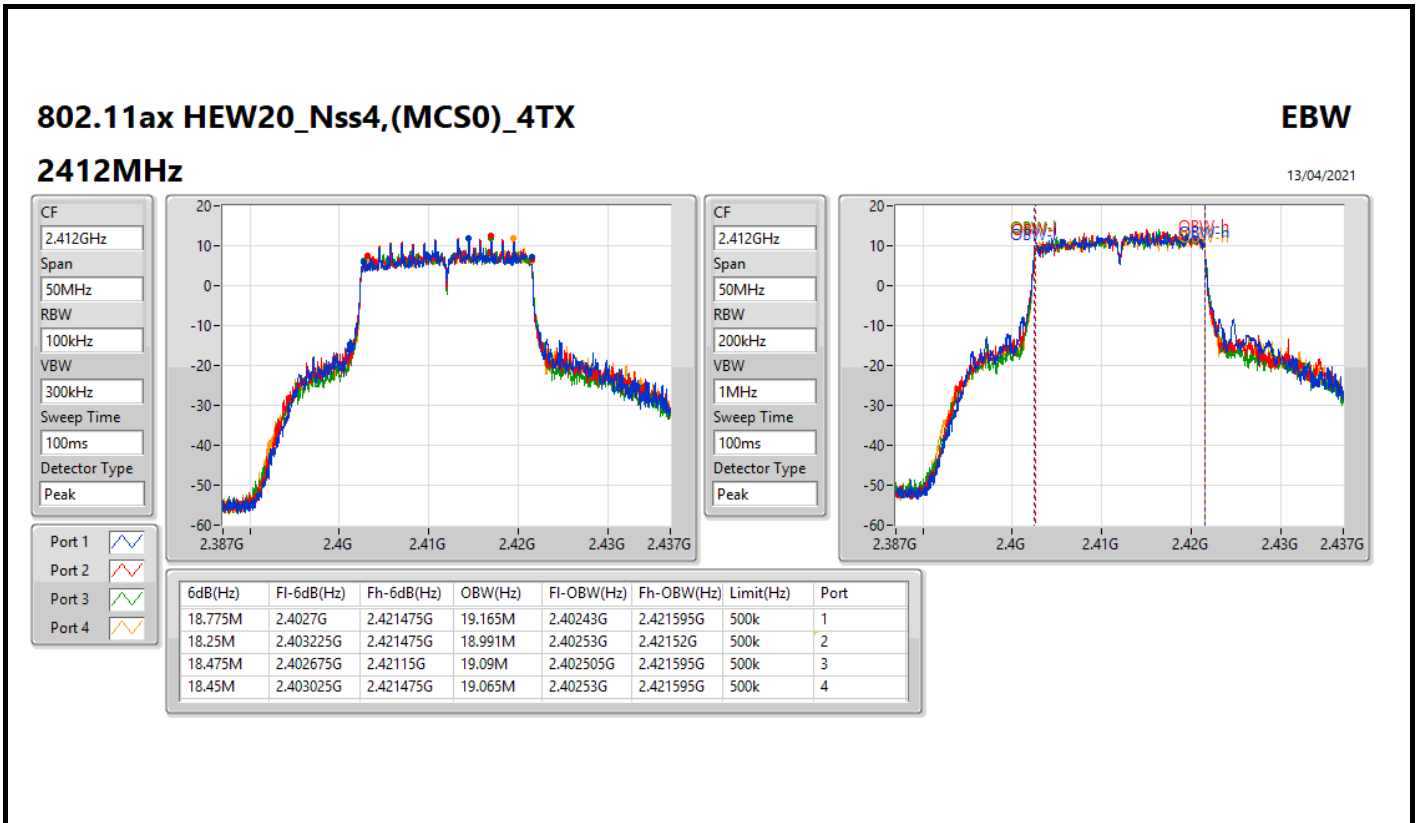 802.11ax HEW20_Nss4,(MCS0)_4TX EBW
2412MHz 13/04/2021
CF
2.412GHz
Span
50MHz
RBW
100kHz
VBW
300kHz
Sweep Time
100ms
Detector Type
Peak
20
10
0
-10
-20
-30
-40
-50
-60
2.387G 2.4G 2.41G 2.42G 2.43G 2.437G
CF
2.412GHz
Span
50MHz
RBW
200kHz
VBW
1MHz
Sweep Time
100ms
Detector Type
Peak
20
10
0
-10
-20
-30
-40
-50
-60
OBW-l OBW-h
2.387G 2.4G 2.41G 2.42G 2.43G 2.437G
Port 1
Port 2
Port 3
Port 4
6dB(Hz) Fl-6dB(Hz) Fh-6dB(Hz) OBW(Hz) Fl-OBW(Hz) Fh-OBW(Hz) Limit(Hz) Port
18.775M 2.4027G 2.421475G 19.165M 2.40243G 2.421595G 500k 1
18.25M 2.403225G 2.421475G 18.991M 2.40253G 2.42152G 500k 2
18.475M 2.402675G 2.42115G 19.09M 2.402505G 2.421595G 500k 3
18.45M 2.403025G 2.421475G 19.065M 2.40253G 2.421595G 500k 4